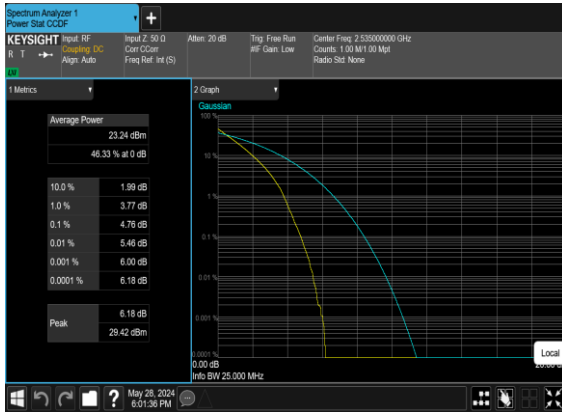 Spectrum Analyzer 1
Power Stat CCDF
+
KEYSIGHT
R T
LXI
Input: RF
Coupling: DC
Align: Auto
Input Z: 50 Ω
Corr CCorr
Freq Ref: Int (S)
Atten: 20 dB
Trig: Free Run
#IF Gain: Low
Center Freq: 2.535000000 GHz
Counts: 1.00 M/1.00 Mpt
Radio Std: None
1 Metrics
Average Power
23.24 dBm
46.33 % at 0 dB
10.0 % 1.99 dB
1.0 % 3.77 dB
0.1 % 4.76 dB
0.01 % 5.46 dB
0.001 % 6.00 dB
0.0001 % 6.18 dB
Peak
6.18 dB
29.42 dBm
2 Graph
Gaussian
100 %
10 %
1 %
0.1 %
0.01 %
0.001 %
0.0001 %
0.00 dB
Info BW 25.000 MHz
Local
?
May 28, 2024
6:01:36 PM